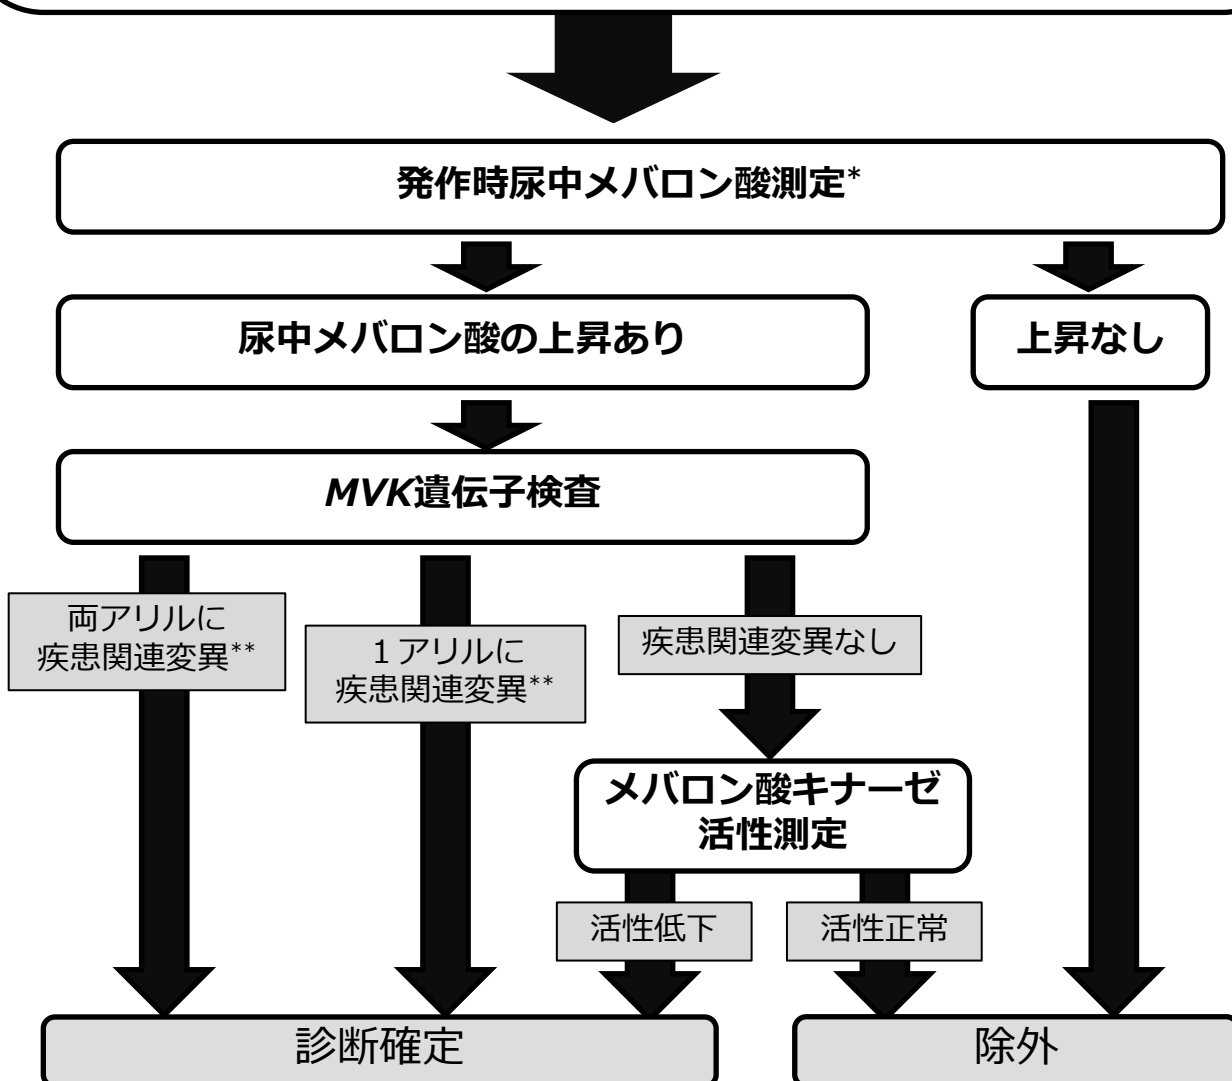 発作時尿中メバロン酸測定*
尿中メバロン酸の上昇あり
上昇なし
MVK遺伝子検査
両アリルに
疾患関連変異**
１アリルに
疾患関連変異**
疾患関連変異なし
メバロン酸キナーゼ
活性測定
活性低下
活性正常
診断確定
除外